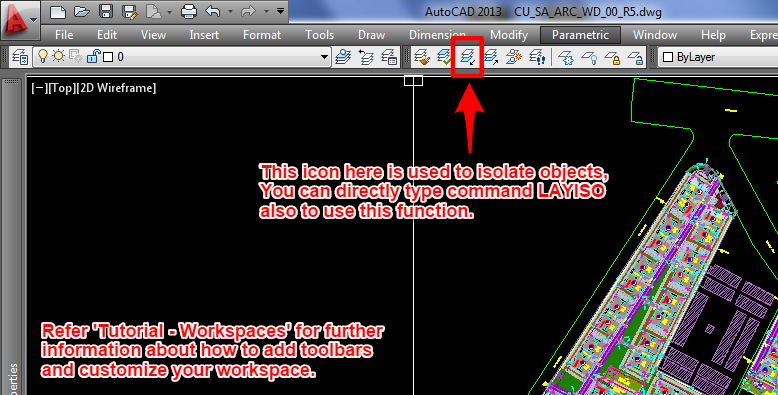 AutoCAD 2013 CU_SA_ARC_WD_00_R5.dwg
File Edit View Insert Format Tools Draw Dimension Modify Parametric Window Help Expre
0 ByLayer
[−][Top][2D Wireframe]
This icon here is used to isolate objects,
You can directly type command LAYISO
also to use this function.
Refer 'Tutorial - Workspaces' for further
information about how to add toolbars
and customize your workspace.
perties